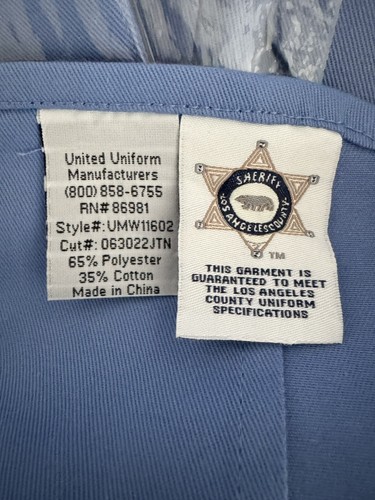 United Uniform
Manufacturers
(800) 858-6755
RN# 86981
Style#: UMW11602
Cut#: 063022JTN
65% Polyester
35% Cotton
Made in China
SHERIFF
LOS ANGELES COUNTY
TM
THIS GARMENT IS
GUARANTEED TO MEET
THE LOS ANGELES
COUNTY UNIFORM
SPECIFICATIONS